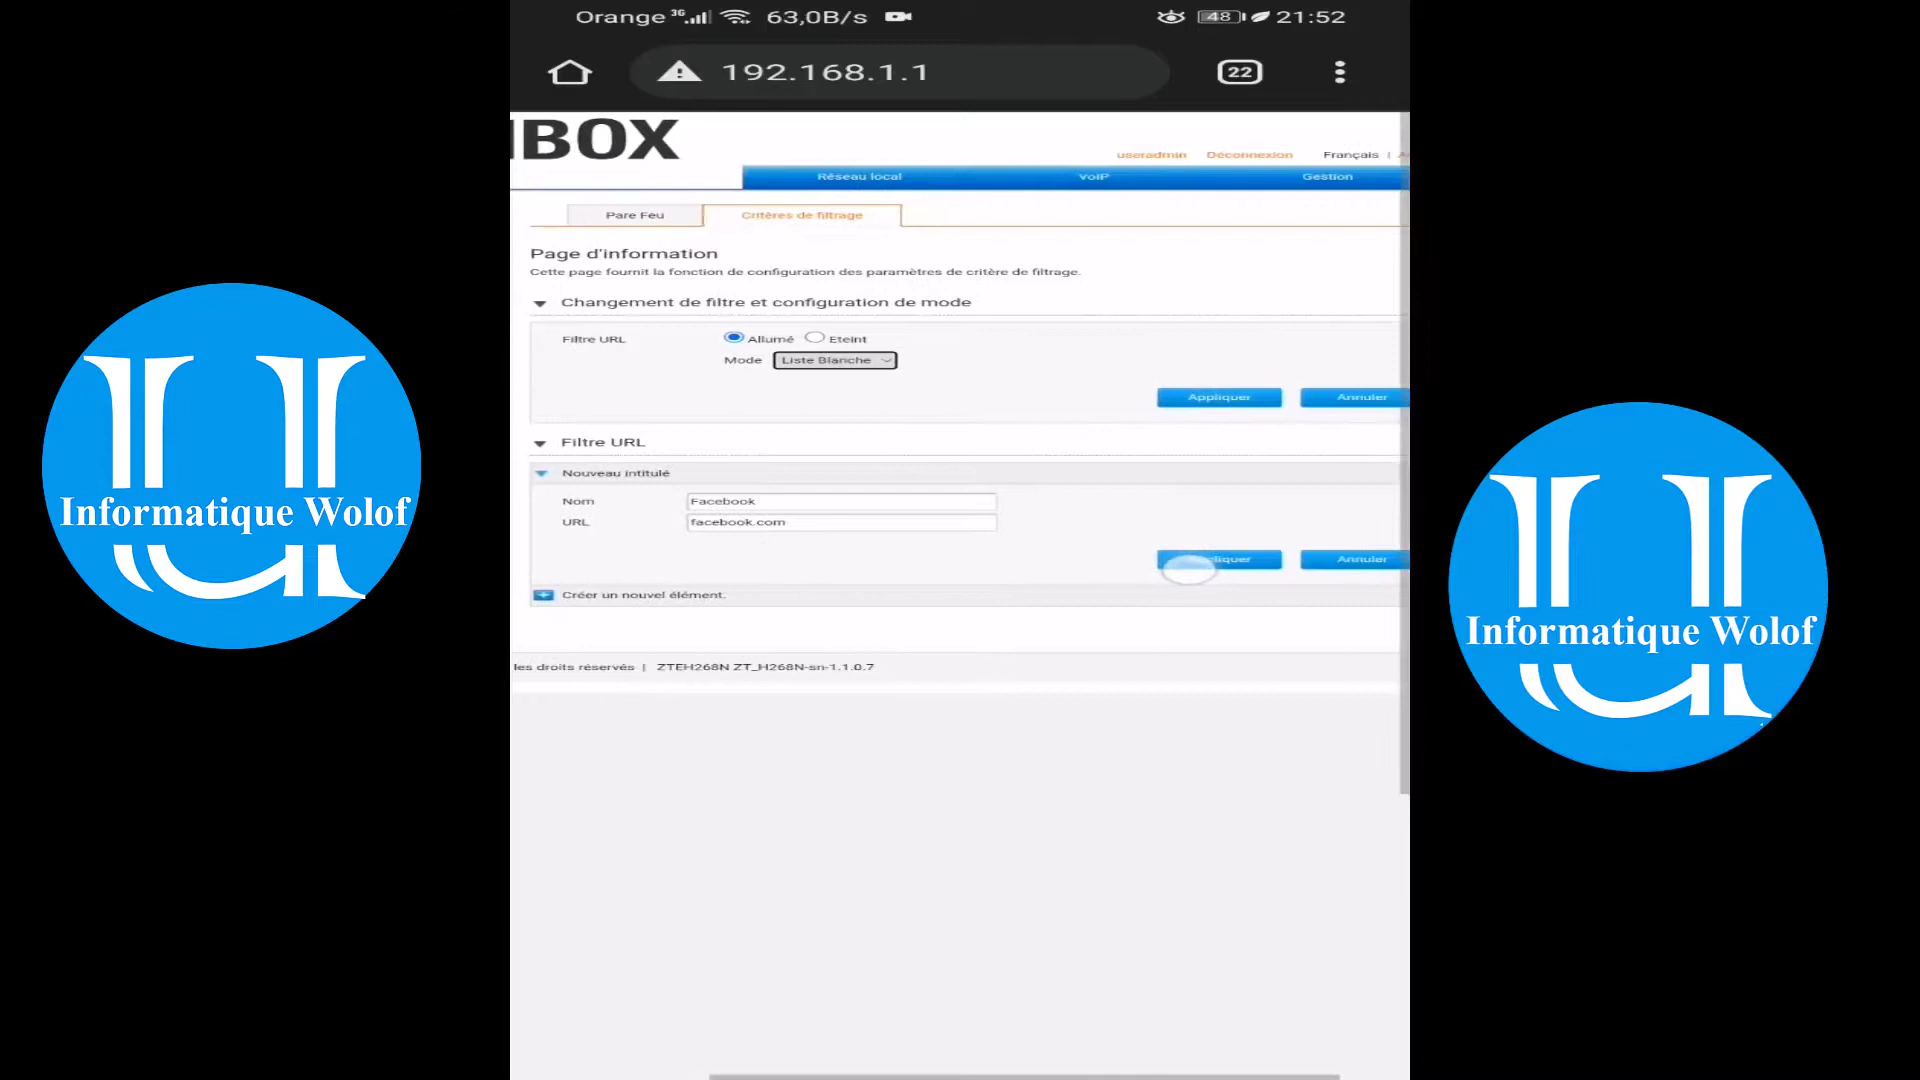 Orange 3G 63,0B/s 48 21:52
192.168.1.1 22
BOX
useradmin Déconnexion Français |
Réseau local VoIP Gestion
Pare Feu Critères de filtrage
Page d'information
Cette page fournit la fonction de configuration des paramètres de critère de filtrage.
Changement de filtre et configuration de mode
Filtre URL Allumé Eteint
Mode Liste Blanche
Appliquer Annuler
Filtre URL
Nouveau intitulé
Nom Facebook
URL facebook.com
Appliquer Annuler
Créer un nouvel élément.
les droits réservés | ZTEH268N ZT_H268N-sn-1.1.0.7
Informatique Wolof
Informatique Wolof